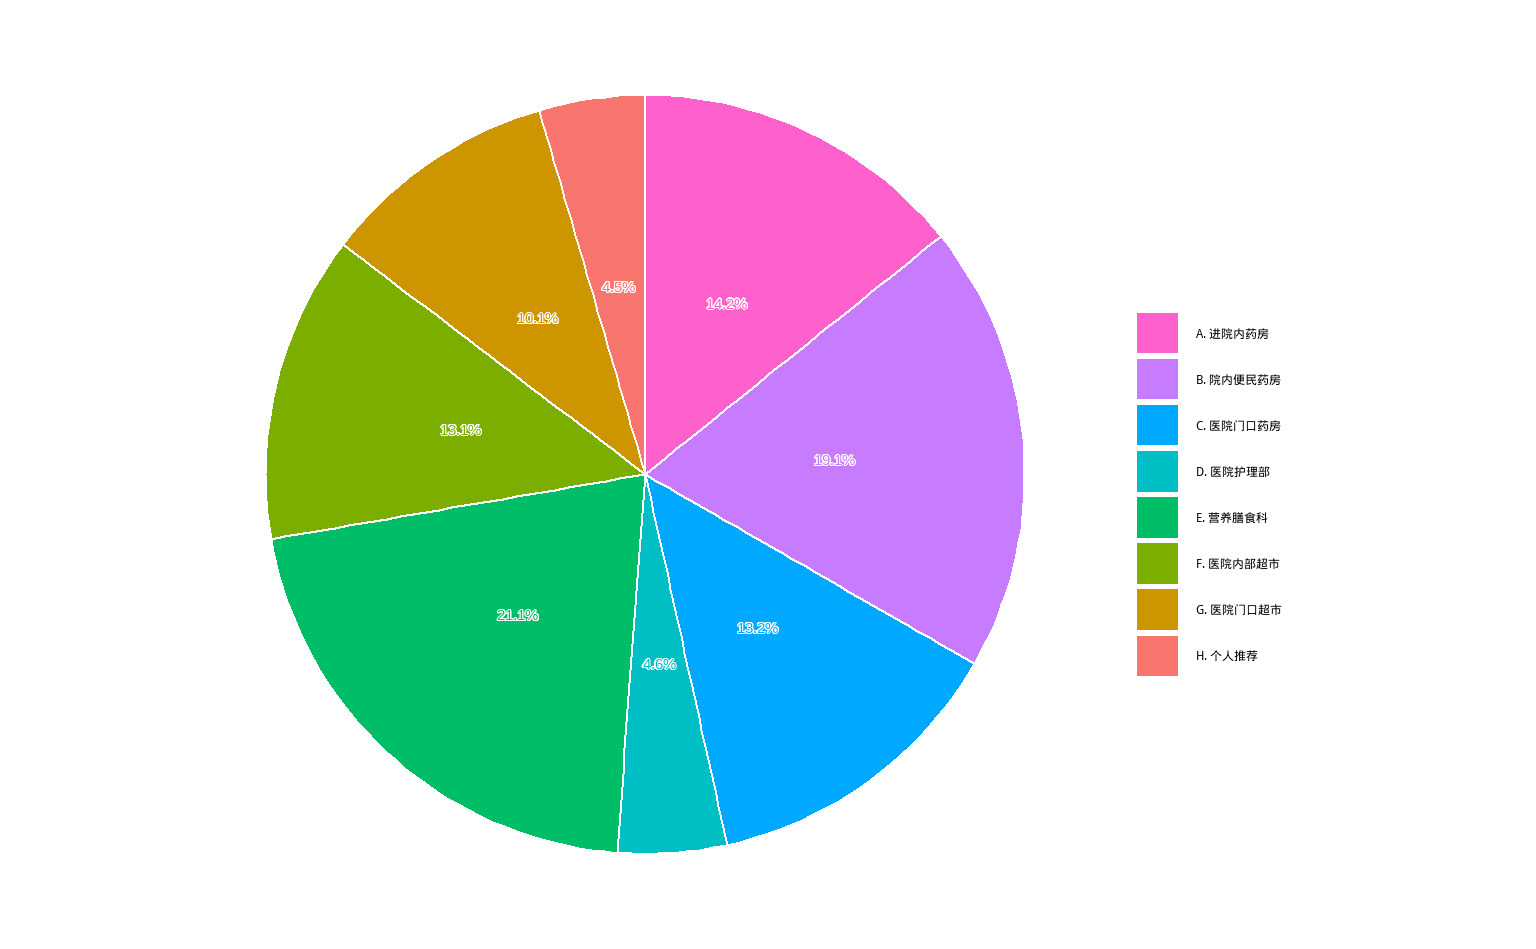 14.2%
19.1%
13.2%
4.6%
21.1%
13.1%
10.1%
4.5%
A. 进院内药房
B. 院内便民药房
C. 医院门口药房
D. 医院护理部
E. 营养膳食科
F. 医院内部超市
G. 医院门口超市
H. 个人推荐